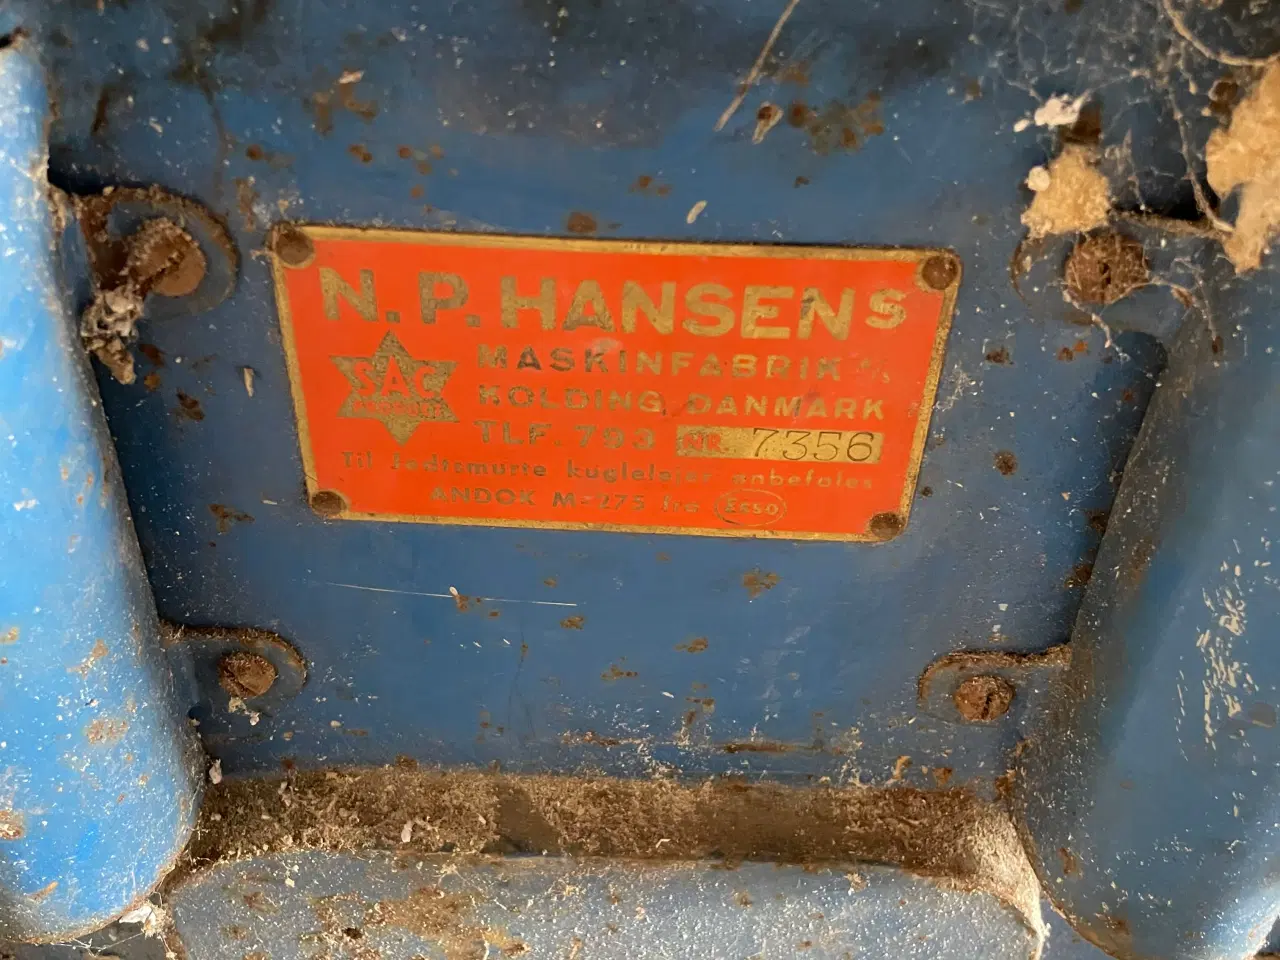 N. P. HANSENS
MASKINFABRIK A/S
SAC
KOLDING, DANMARK
TLF. 793 NR. 7356
Til fedtsmurte kuglelejer anbefales
ANDOK M-275 fra Esso